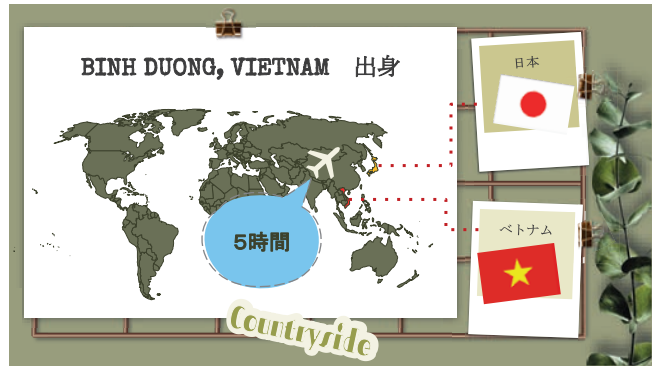 BINH DUONG, VIETNAM 出身
日本
５時間
ベトナム
Countryside